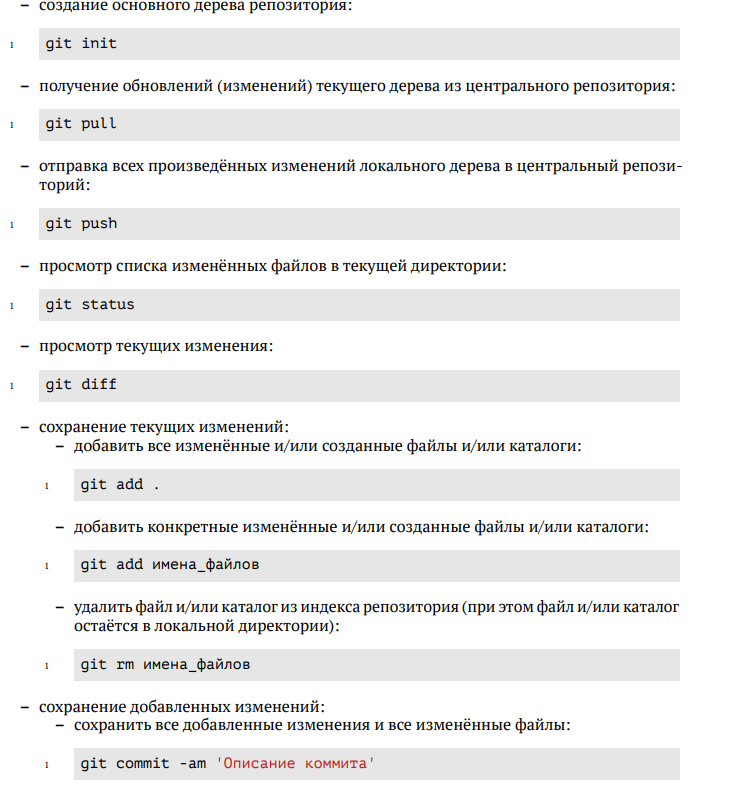 – создание основного дерева репозитория:
1 git init
– получение обновлений (изменений) текущего дерева из центрального репозитория:
1 git pull
– отправка всех произведённых изменений локального дерева в центральный репози-
торий:
1 git push
– просмотр списка изменённых файлов в текущей директории:
1 git status
– просмотр текущих изменения:
1 git diff
– сохранение текущих изменений:
– добавить все изменённые и/или созданные файлы и/или каталоги:
1 git add .
– добавить конкретные изменённые и/или созданные файлы и/или каталоги:
1 git add имена_файлов
– удалить файл и/или каталог из индекса репозитория (при этом файл и/или каталог
остаётся в локальной директории):
1 git rm имена_файлов
– сохранение добавленных изменений:
– сохранить все добавленные изменения и все изменённые файлы:
1 git commit -am 'Описание коммита'